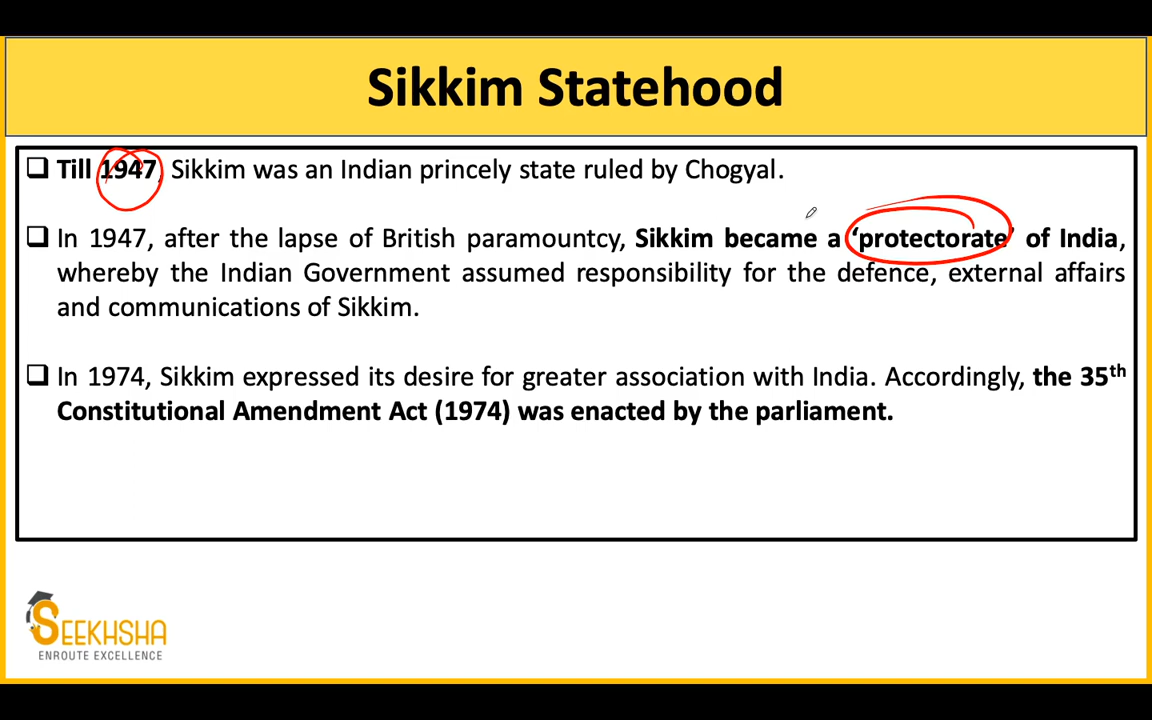 Sikkim Statehood
Till 1947, Sikkim was an Indian princely state ruled by Chogyal.
In 1947, after the lapse of British paramountcy, Sikkim became a ‘protectorate’ of India,
whereby the Indian Government assumed responsibility for the defence, external affairs
and communications of Sikkim.
In 1974, Sikkim expressed its desire for greater association with India. Accordingly, the 35th
Constitutional Amendment Act (1974) was enacted by the parliament.
SEEKHSHA
ENROUTE EXCELLENCE